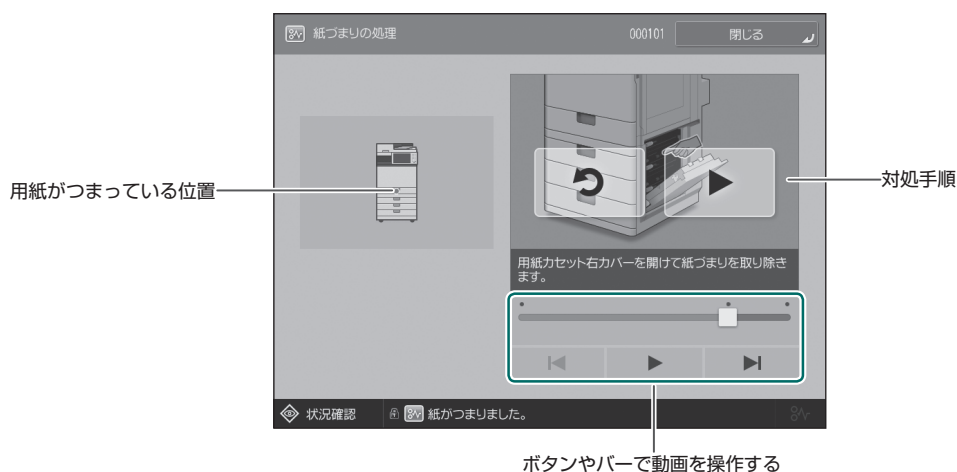 紙づまりの処理
000101
閉じる
用紙がつまっている位置
対処手順
用紙カセット右カバーを開けて紙づまりを取り除き
ます。
状況確認
紙がつまりました。
ボタンやバーで動画を操作する